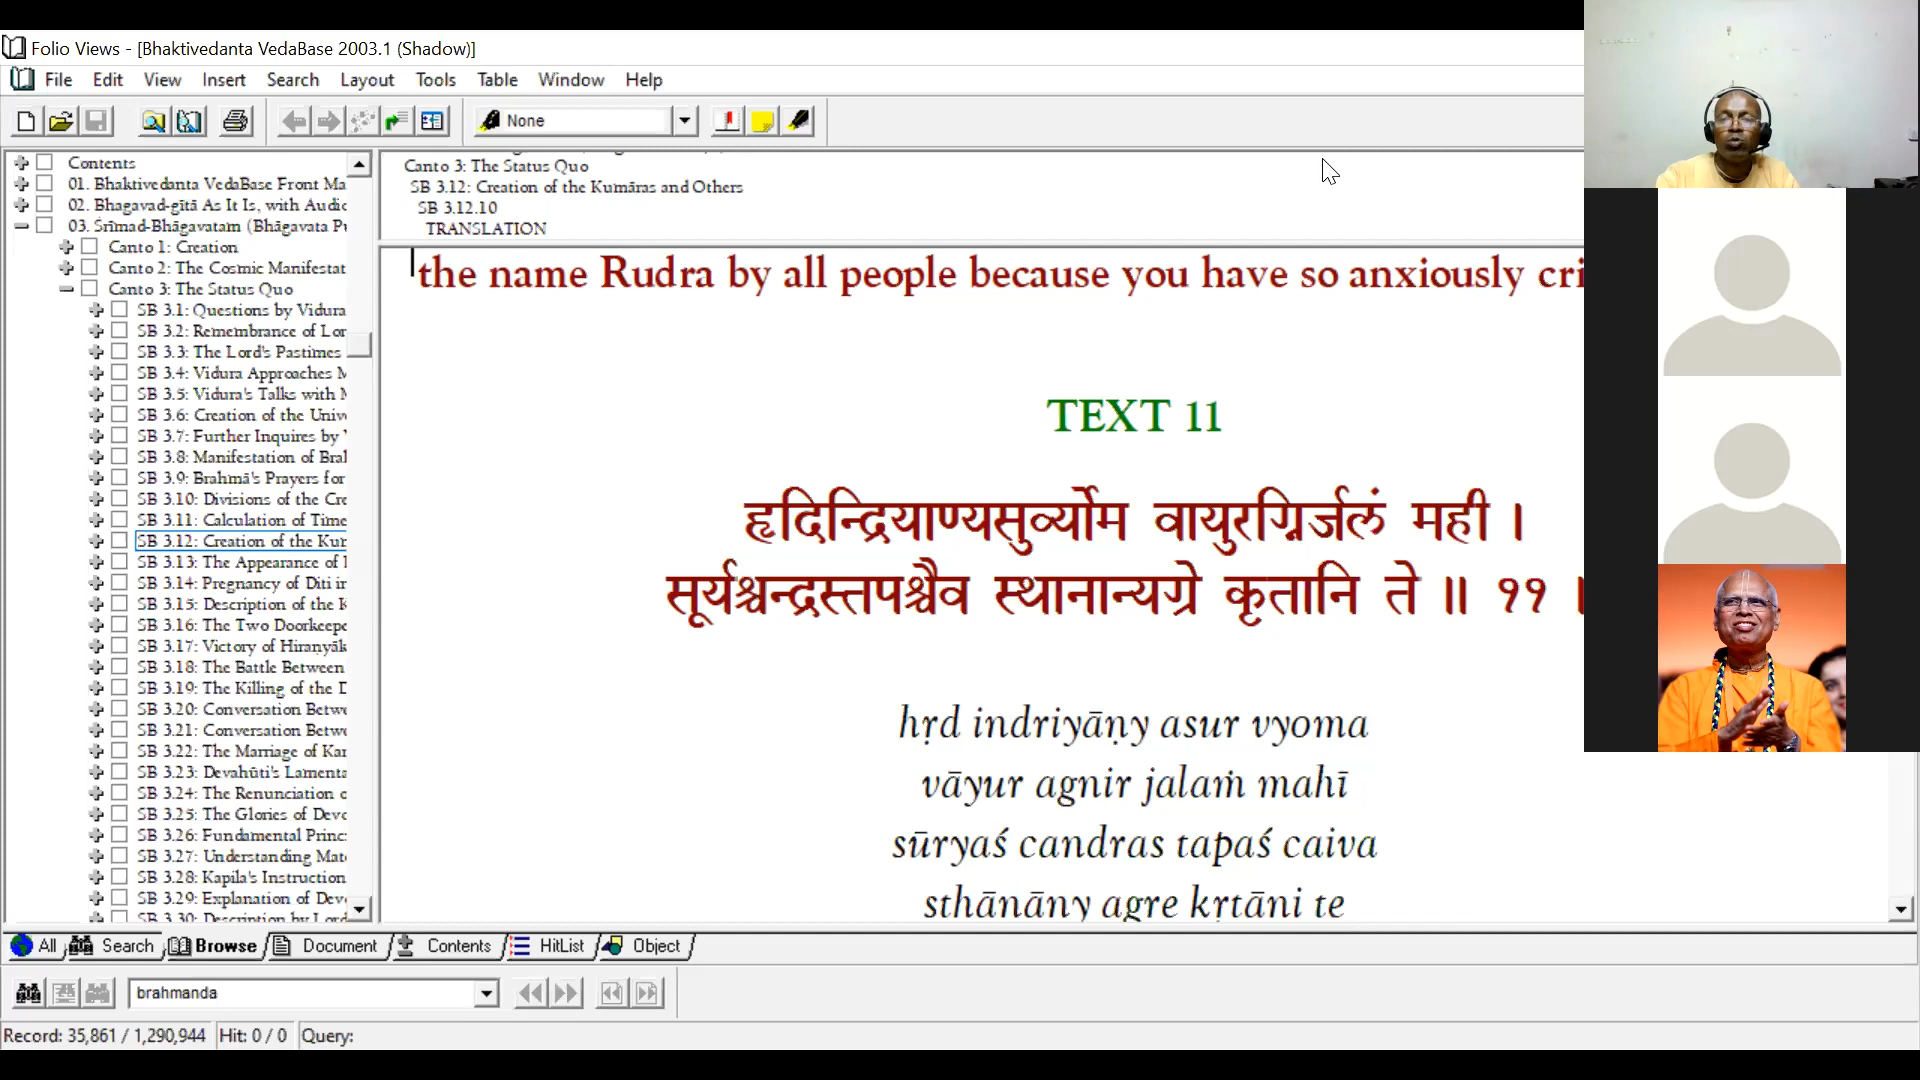 Folio Views - [Bhaktivedanta VedaBase 2003.1 (Shadow)]
File Edit View Insert Search Layout Tools Table Window Help
None
Contents
01. Bhaktivedanta VedaBase Front Ma
02. Bhagavad-gītā As It Is, with Audio
03. Śrīmad-Bhāgavatam (Bhāgavata Pu
Canto 1: Creation
Canto 2: The Cosmic Manifestat
Canto 3: The Status Quo
SB 3.1: Questions by Vidura
SB 3.2: Remembrance of Lor
SB 3.3: The Lord's Pastimes
SB 3.4: Vidura Approaches M
SB 3.5: Vidura's Talks with M
SB 3.6: Creation of the Univ
SB 3.7: Further Inquires by V
SB 3.8: Manifestation of Bral
SB 3.9: Brahmā's Prayers for
SB 3.10: Divisions of the Cre
SB 3.11: Calculation of Time
SB 3.12: Creation of the Kur
SB 3.13: The Appearance of I
SB 3.14: Pregnancy of Diti in
SB 3.15: Description of the K
SB 3.16: The Two Doorkeepe
SB 3.17: Victory of Hiraṇyāk
SB 3.18: The Battle Between
SB 3.19: The Killing of the D
SB 3.20: Conversation Betwe
SB 3.21: Conversation Betwe
SB 3.22: The Marriage of Kar
SB 3.23: Devahūti's Lamenta
SB 3.24: The Renunciation o
SB 3.25: The Glories of Devo
SB 3.26: Fundamental Princ
SB 3.27: Understanding Mat
SB 3.28: Kapila's Instruction
SB 3.29: Explanation of Dev
SB 3.30: Description by Lord
Canto 3: The Status Quo
SB 3.12: Creation of the Kumāras and Others
SB 3.12.10
TRANSLATION
the name Rudra by all people because you have so anxiously cri
TEXT 11
हृदिन्द्रियाण्यसुर्व्योम वायुरग्निर्जलं मही ।
सूर्यश्चन्द्रस्तपश्चैव स्थानान्यग्रे कृतानि ते ॥ ११ ।
hṛd indriyāṇy asur vyoma
vāyur agnir jalaṁ mahī
sūryaś candras tapaś caiva
sthānāny agre kṛtāni te
All Search Browse Document Contents HitList Object
brahmanda
Record: 35,861 / 1,290,944 Hit: 0 / 0 Query: